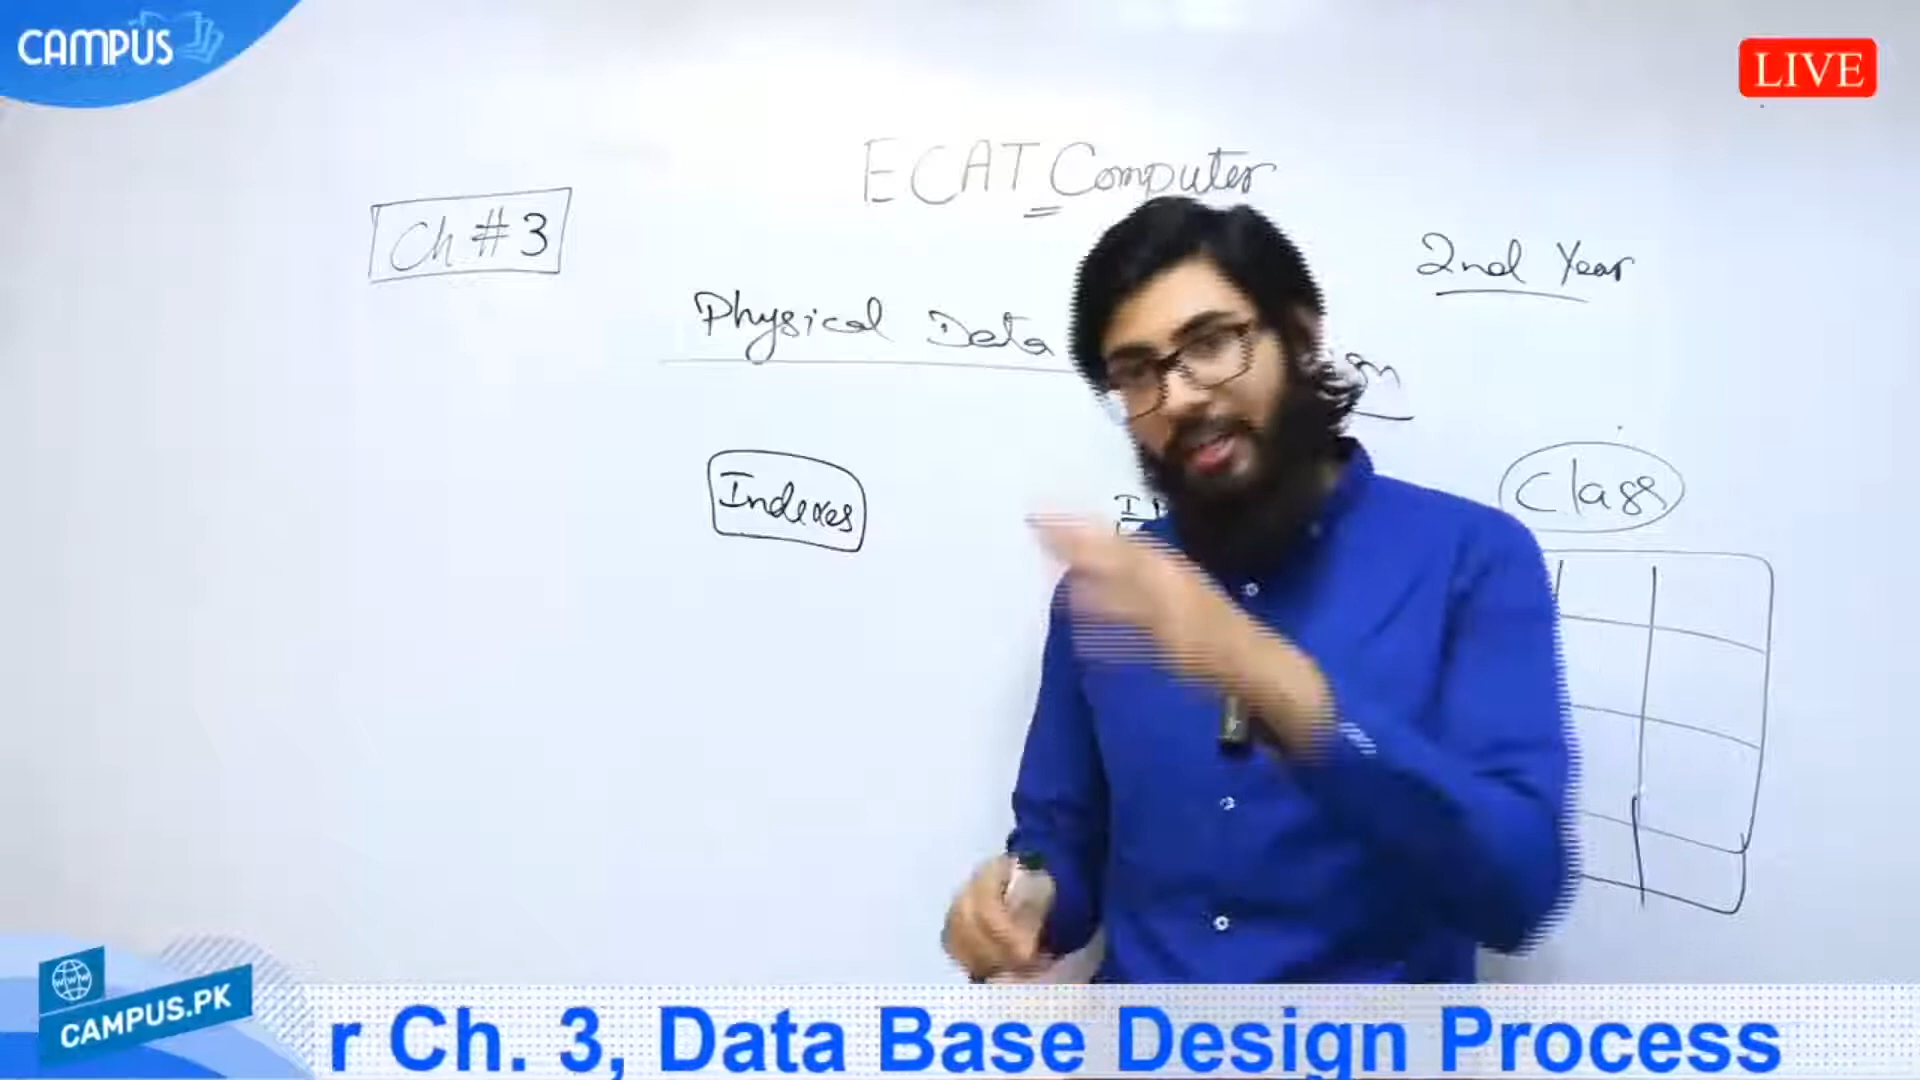 CAMPUS
LIVE
ECAT Computer
Ch # 3
2nd Year
Physical Data
Indexes
Class
WWW
CAMPUS.PK
r Ch. 3, Data Base Design Process